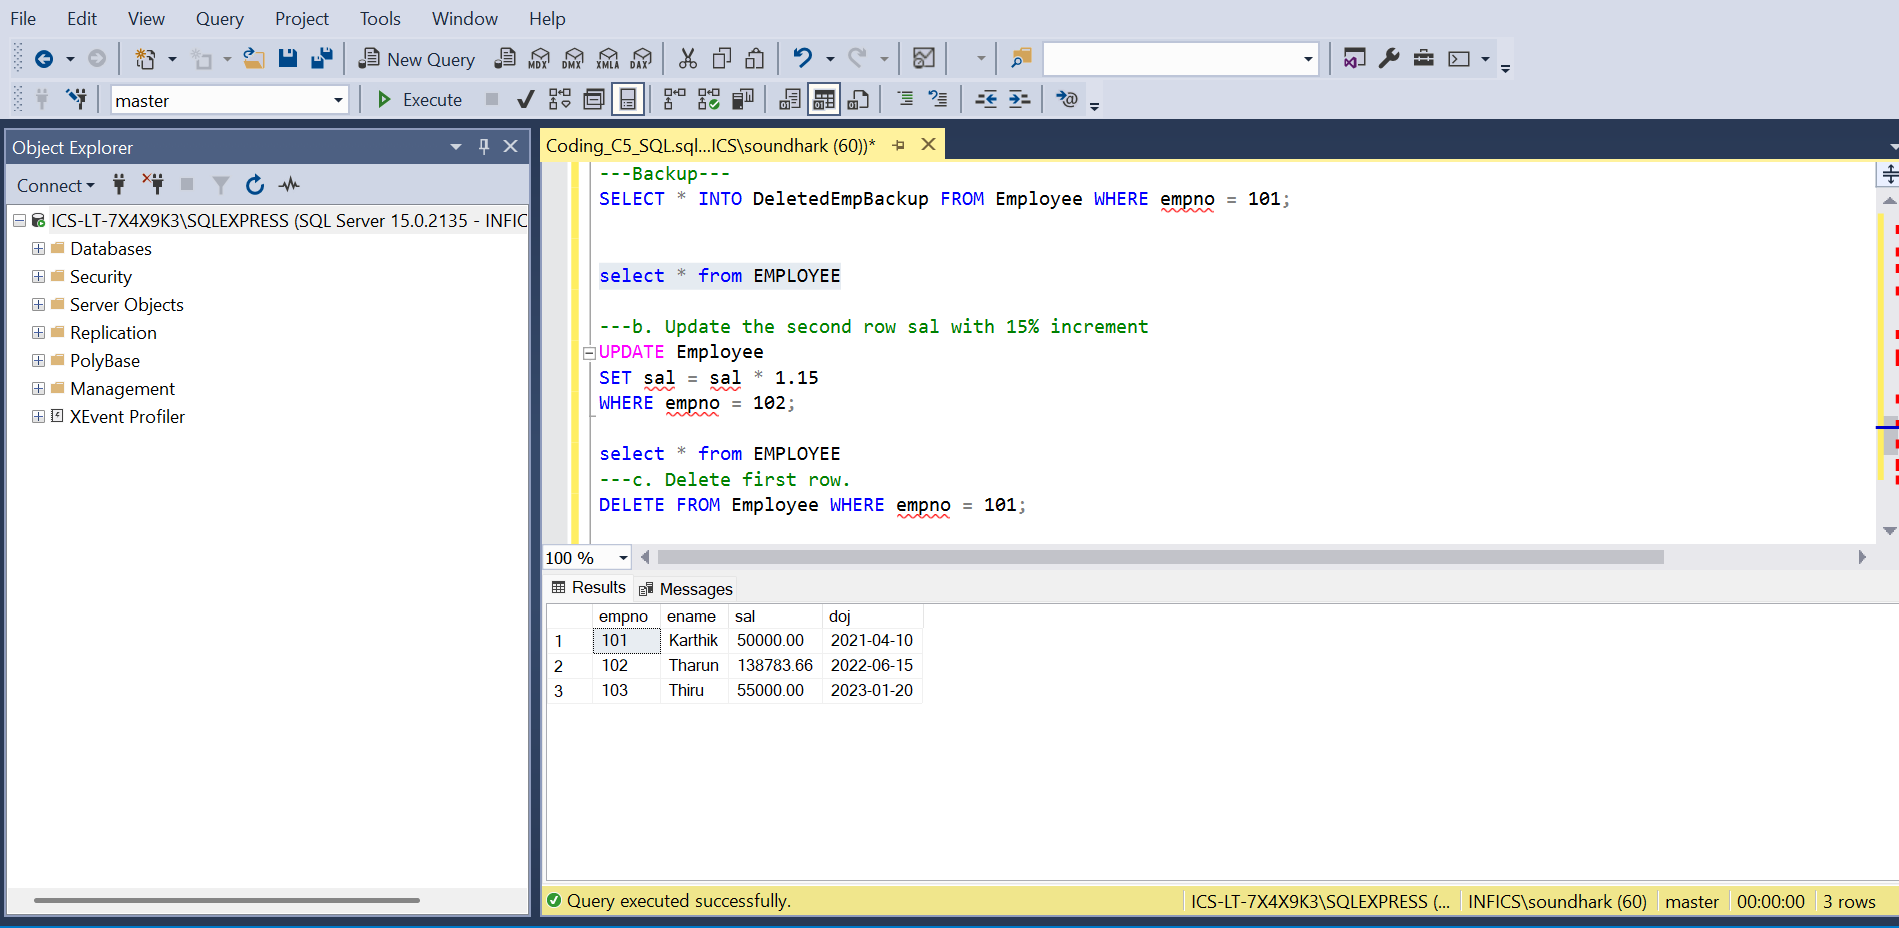 File Edit View Query Project Tools Window Help
New Query MDX DMX XMLA DAX
master Execute
Object Explorer
Connect
ICS-LT-7X4X9K3\SQLEXPRESS (SQL Server 15.0.2135 - INFIC
Databases
Security
Server Objects
Replication
PolyBase
Management
XEvent Profiler
Coding_C5_SQL.sql...ICS\soundhark (60))*
---Backup---
SELECT * INTO DeletedEmpBackup FROM Employee WHERE empno = 101;
select * from EMPLOYEE
---b. Update the second row sal with 15% increment
UPDATE Employee
SET sal = sal * 1.15
WHERE empno = 102;
select * from EMPLOYEE
---c. Delete first row.
DELETE FROM Employee WHERE empno = 101;
100 %
Results Messages
empno ename sal doj
1 101 Karthik 50000.00 2021-04-10
2 102 Tharun 138783.66 2022-06-15
3 103 Thiru 55000.00 2023-01-20
Query executed successfully. ICS-LT-7X4X9K3\SQLEXPRESS (... INFICS\soundhark (60) master 00:00:00 3 rows